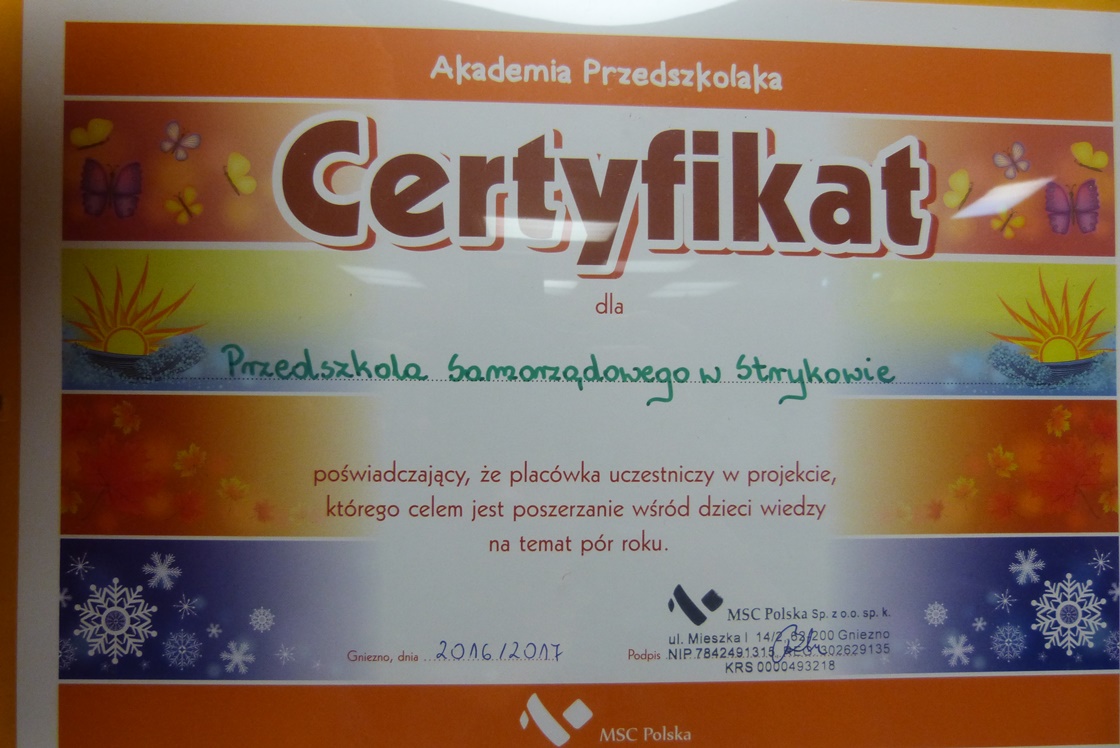 Akademia Przedszkolaka
Certyfikat
dla
Przedszkola Samorządowego w Strykowie
poświadczający, że placówka uczestniczy w projekcie,
którego celem jest poszerzanie wśród dzieci wiedzy
na temat pór roku.
MSC Polska Sp. z o.o. sp. k.
ul. Mieszka I 14/2, 62-200 Gniezno
Gniezno, dnia 2016/2017
Podpis NIP 7842491315, REG. 302629135
KRS 0000493218
MSC Polska